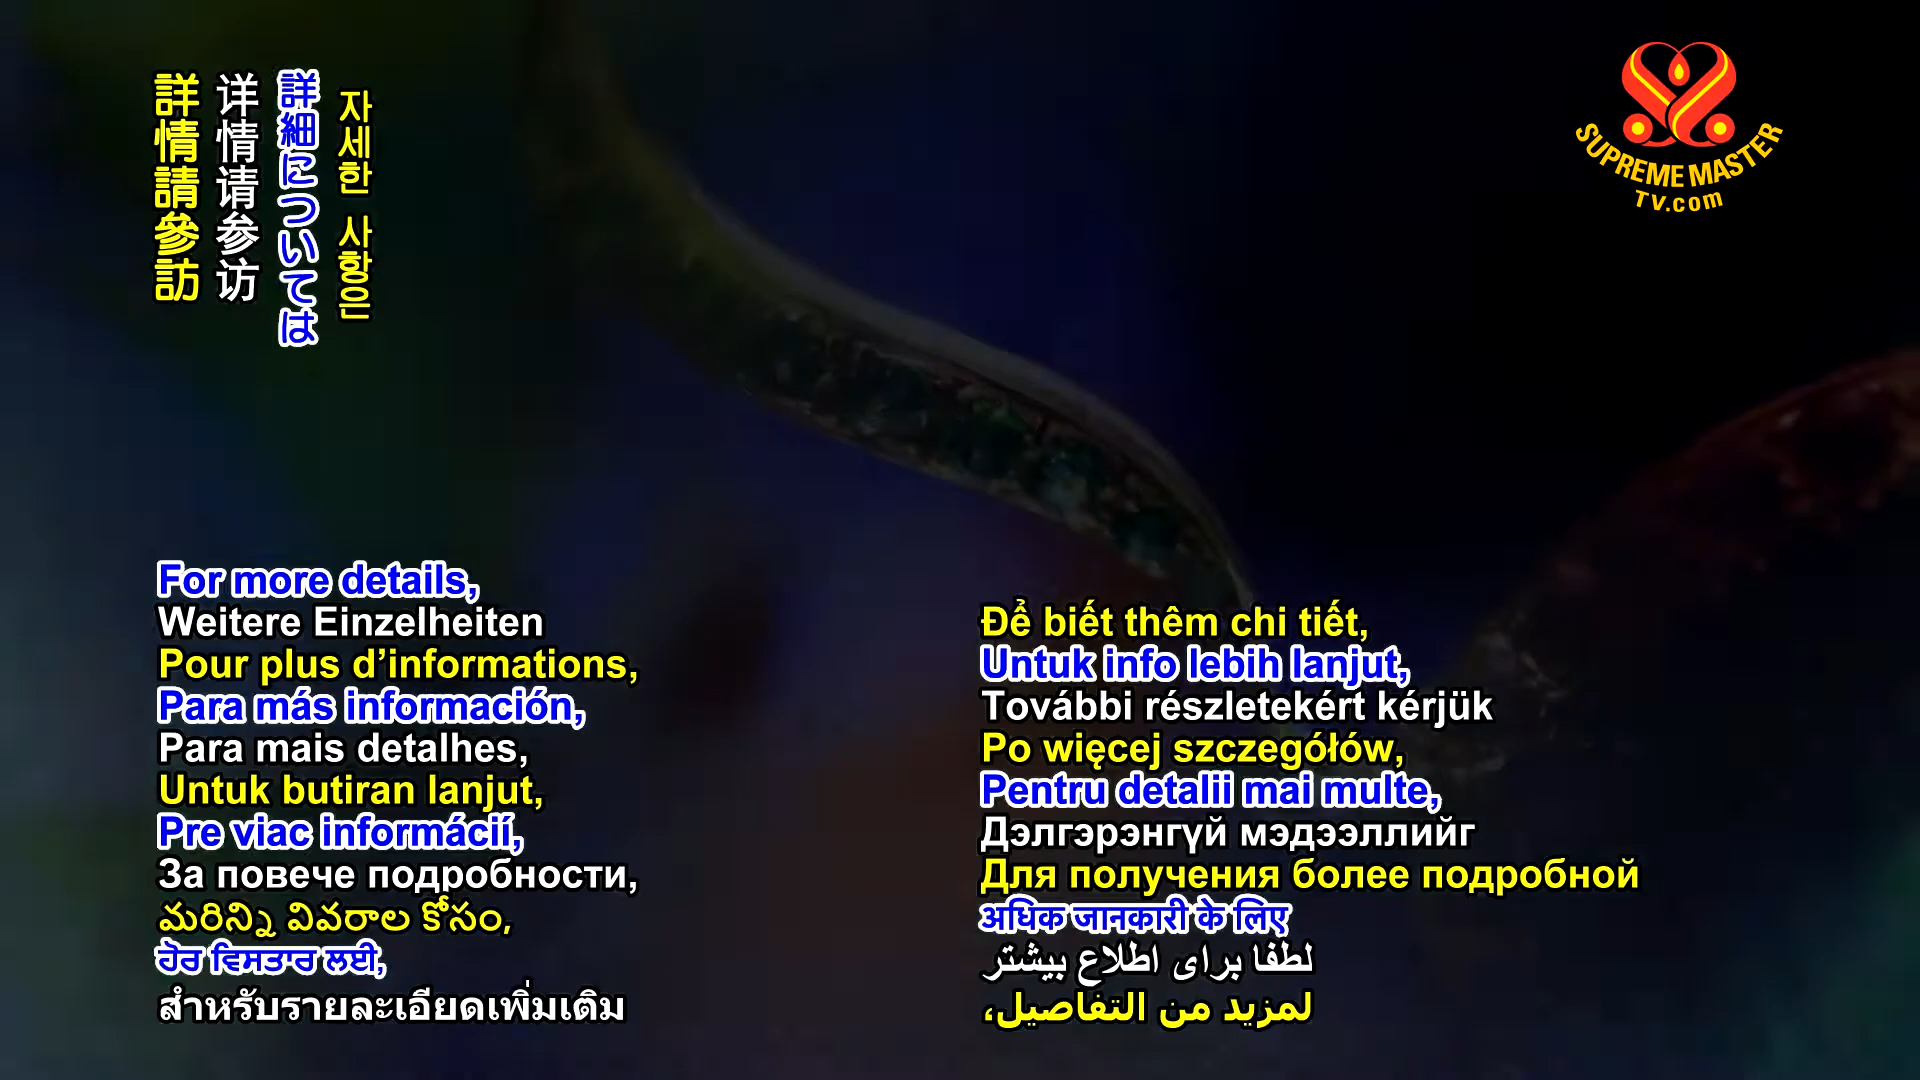 詳情請參訪
详情请参访
詳細については
자세한 사항은
SUPREME MASTER
TV.com
For more details,
Weitere Einzelheiten
Pour plus d’informations,
Para más información,
Para mais detalhes,
Untuk butiran lanjut,
Pre viac informácií,
За повече подробности,
మరిన్ని వివరాల కోసం,
ਹੋਰ ਵਿਸਤਾਰ ਲਈ,
สำหรับรายละเอียดเพิ่มเติม
Để biết thêm chi tiết,
Untuk info lebih lanjut,
További részletekért kérjük
Po więcej szczegółów,
Pentru detalii mai multe,
Дэлгэрэнгүй мэдээллийг
Для получения более подробной
अधिक जानकारी के लिए
لطفا برای اطلاع بیشتر
لمزيد من التفاصيل،